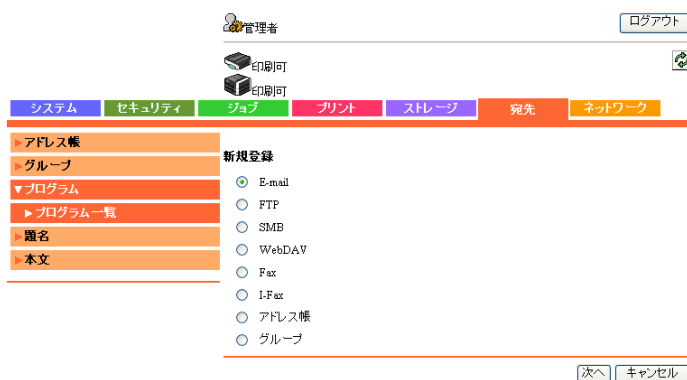 管理者
ログアウト
印刷可
印刷可
システム
セキュリティ
ジョブ
プリント
ストレージ
宛先
ネットワーク
アドレス帳
グループ
プログラム
プログラム一覧
題名
本文
新規登録
E-mail
FTP
SMB
WebDAV
Fax
I-Fax
アドレス帳
グループ
次へ
キャンセル